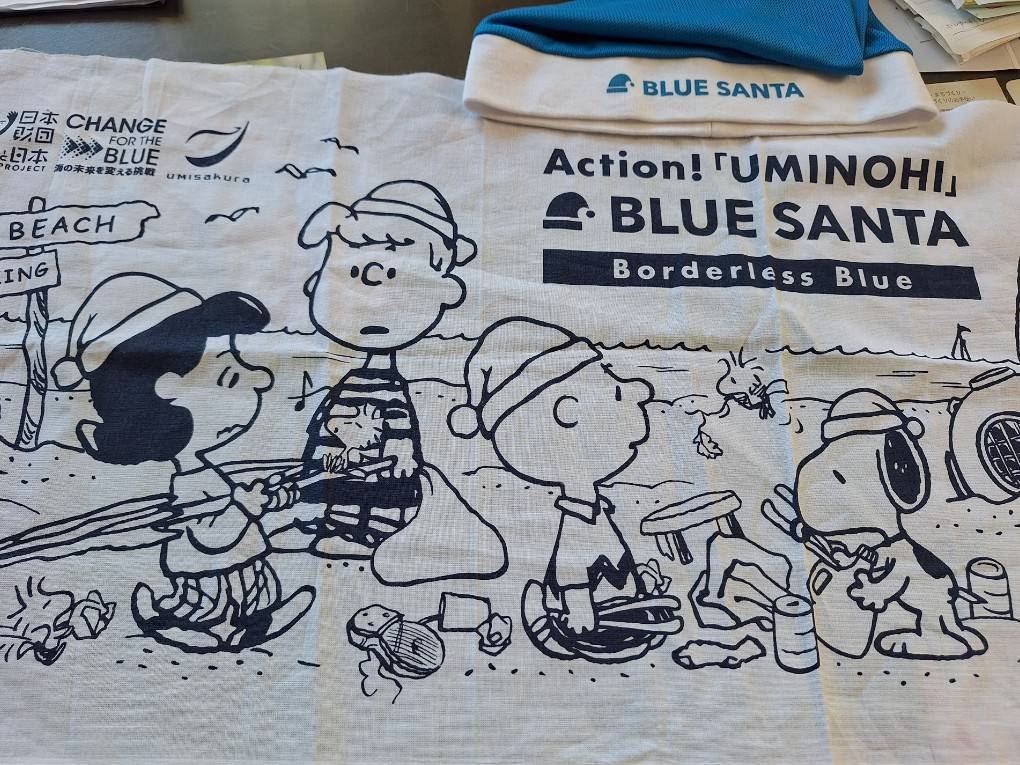 BLUE SANTA
日本
財団
と日本
PROJECT
CHANGE
FOR THE
BLUE
海の未来を変える挑戦
UMISAKURA
Action!「UMINOHI」
BLUE SANTA
Borderless Blue
BEACH
ING